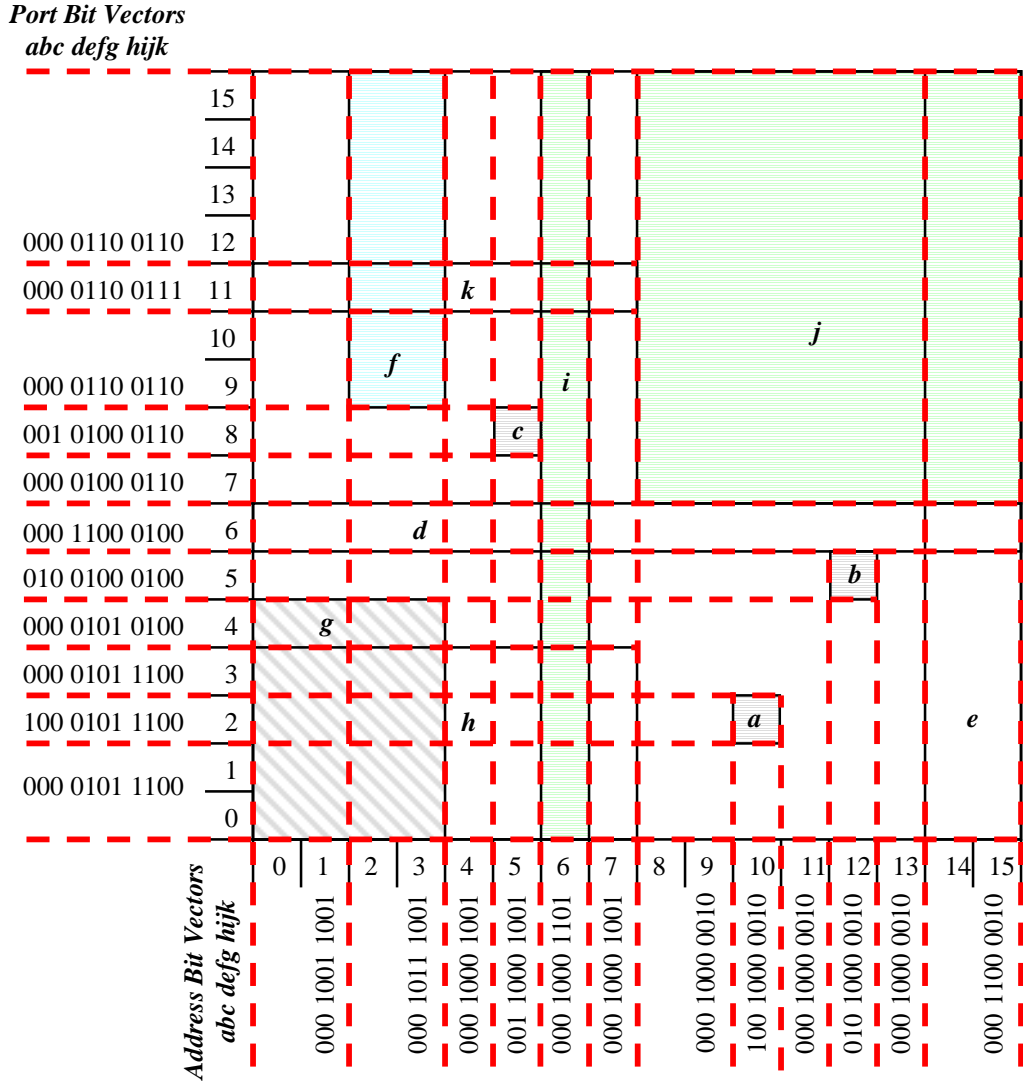 Port Bit Vectors
abc defg hijk
15
14
13
000 0110 0110 12
000 0110 0111 11 k
10 j
f
000 0110 0110 9 i
001 0100 0110 8 c
000 0100 0110 7
000 1100 0100 6 d
010 0100 0100 5 b
000 0101 0100 4 g
000 0101 1100 3
100 0101 1100 2 h a e
1
000 0101 1100
0
0 1 2 3 4 5 6 7 8 9 10 11 12 13 14 15
Address Bit Vectors
abc defg hijk
000 1001 1001
000 1011 1001
000 1000 1001
001 1000 1001
000 1000 1101
000 1000 1001
000 1000 0010
100 1000 0010
000 1000 0010
010 1000 0010
000 1000 0010
000 1100 0010